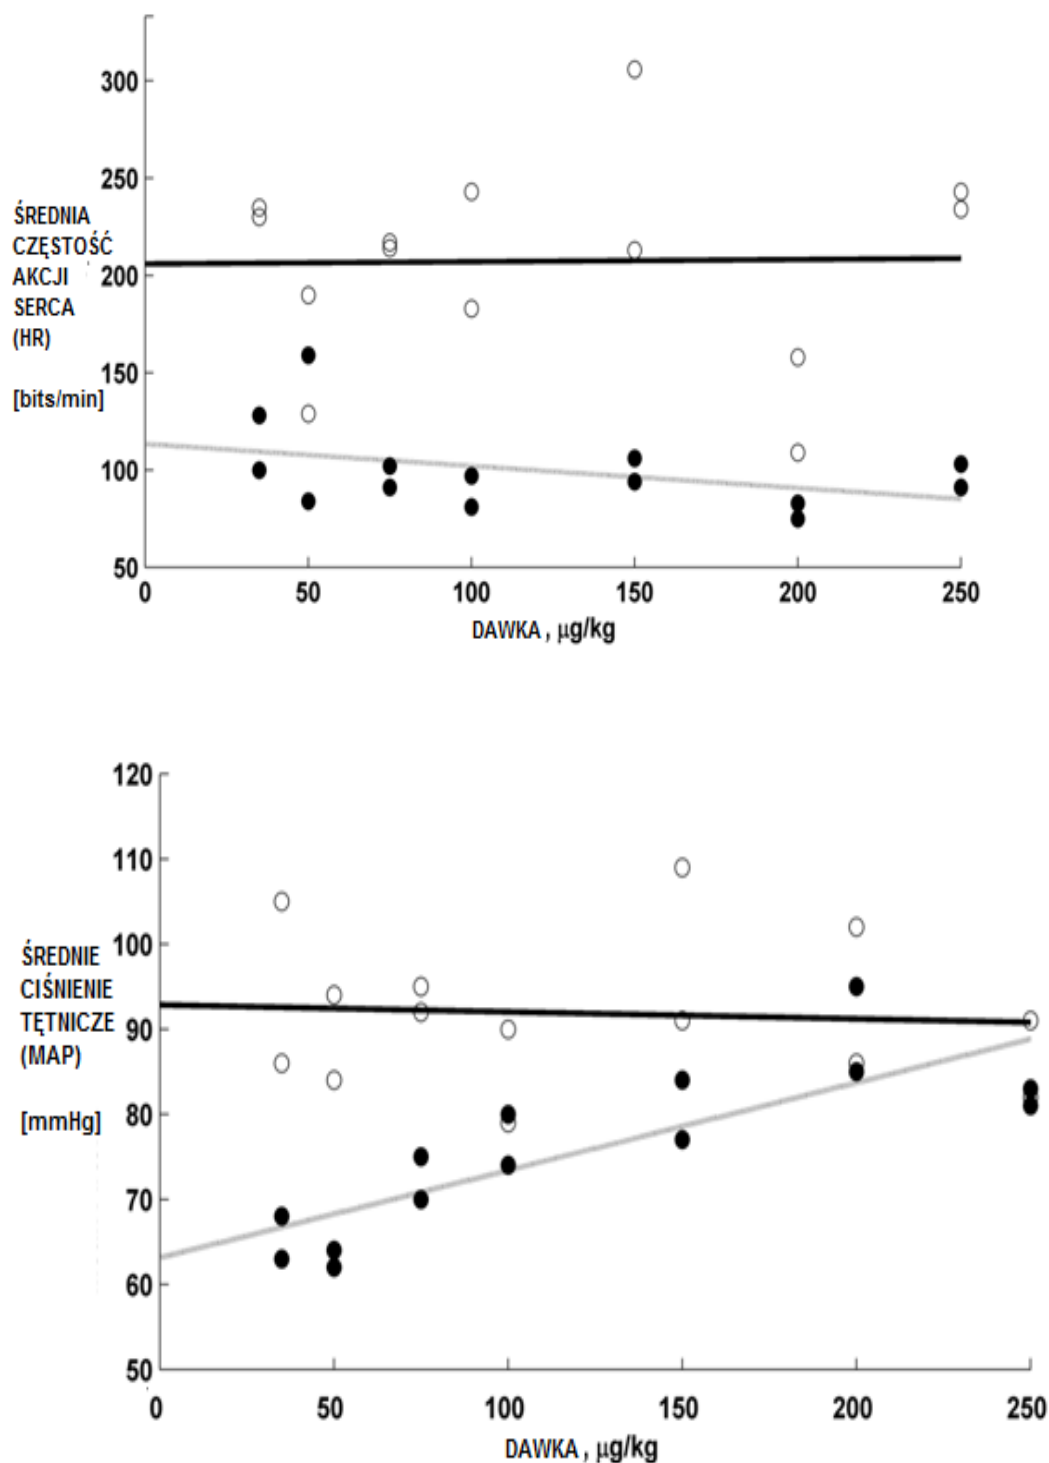 300
250
200
150
100
50
ŚREDNIA
CZĘSTOŚĆ
AKCJI
SERCA
(HR)
[bits/min]
0 50 100 150 200 250
DAWKA , µg/kg
120
110
100
90
80
70
60
50
ŚREDNIE
CIŚNIENIE
TĘTNICZE
(MAP)
[mmHg]
0 50 100 150 200 250
DAWKA , µg/kg